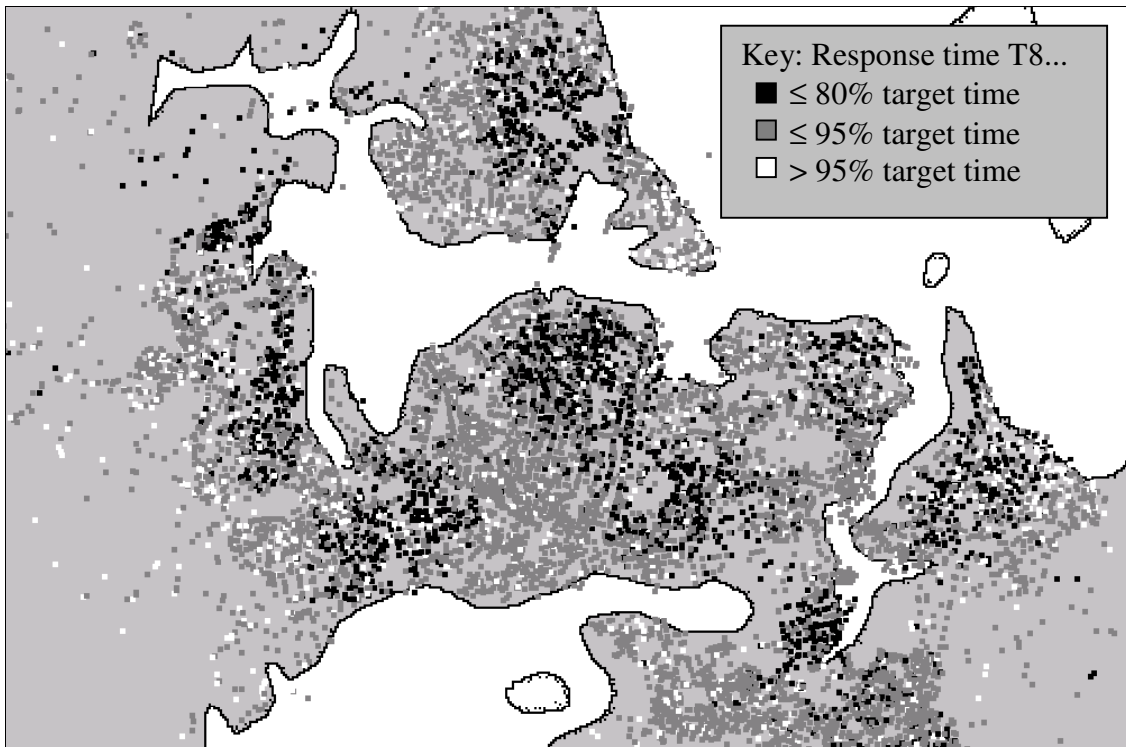 Key: Response time T8...
≤ 80% target time
≤ 95% target time
> 95% target time